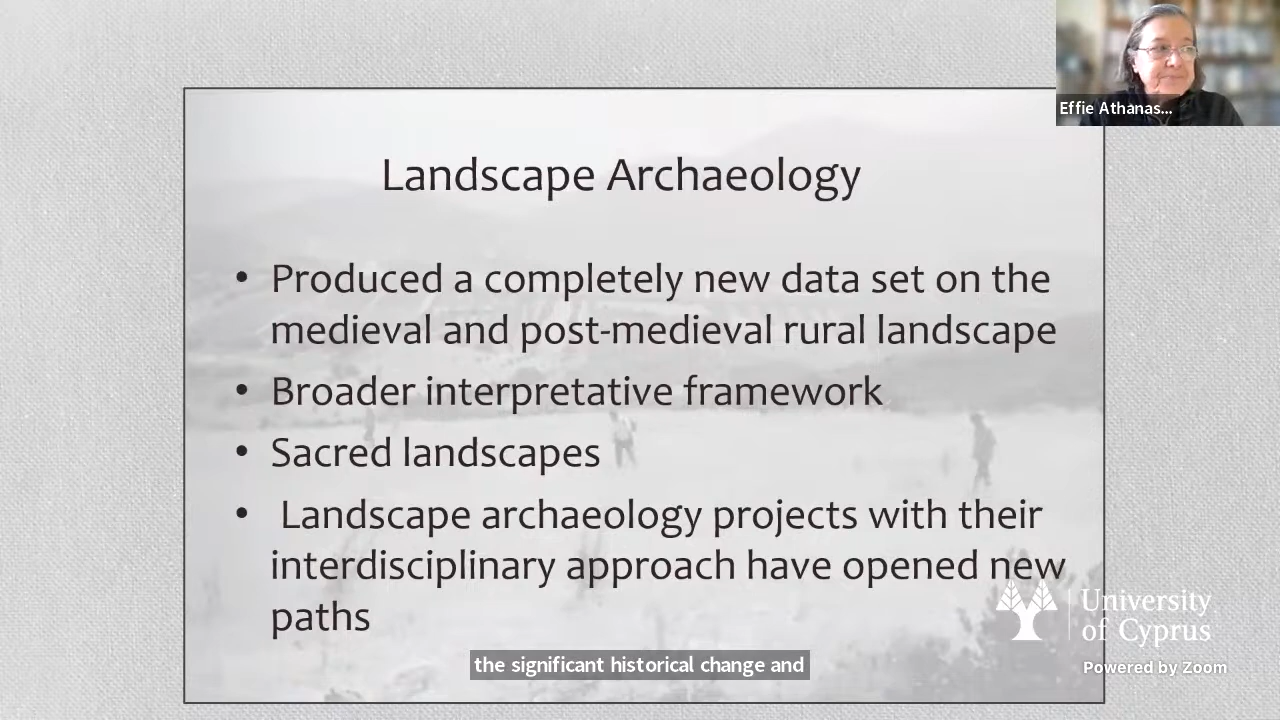 Effie Athanas...
Landscape Archaeology
• Produced a completely new data set on the
medieval and post-medieval rural landscape
• Broader interpretative framework
• Sacred landscapes
• Landscape archaeology projects with their
interdisciplinary approach have opened new
paths
University
of Cyprus
Powered by Zoom
the significant historical change and